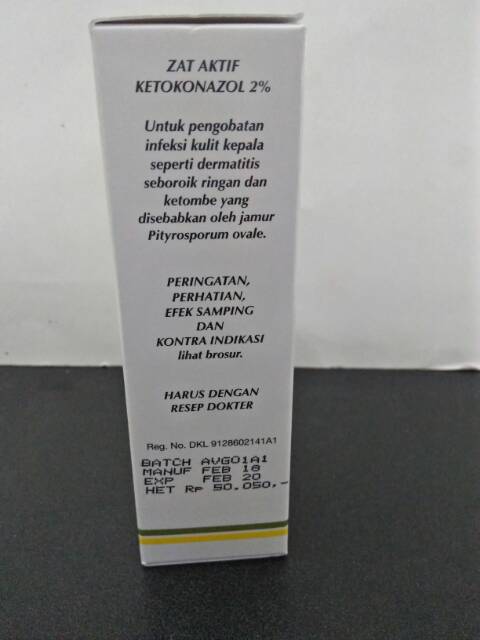 ZAT AKTIF
KETOKONAZOL 2%
Untuk pengobatan
infeksi kulit kepala
seperti dermatitis
seboroik ringan dan
ketombe yang
disebabkan oleh jamur
Pityrosporum ovale.
PERINGATAN,
PERHATIAN,
EFEK SAMPING
DAN
KONTRA INDIKASI
lihat brosur.
HARUS DENGAN
RESEP DOKTER
Reg. No. DKL 9128602141A1
BATCH AVG01A1
MANUF FEB 18
EXP FEB 20
HET Rp 50.050,-